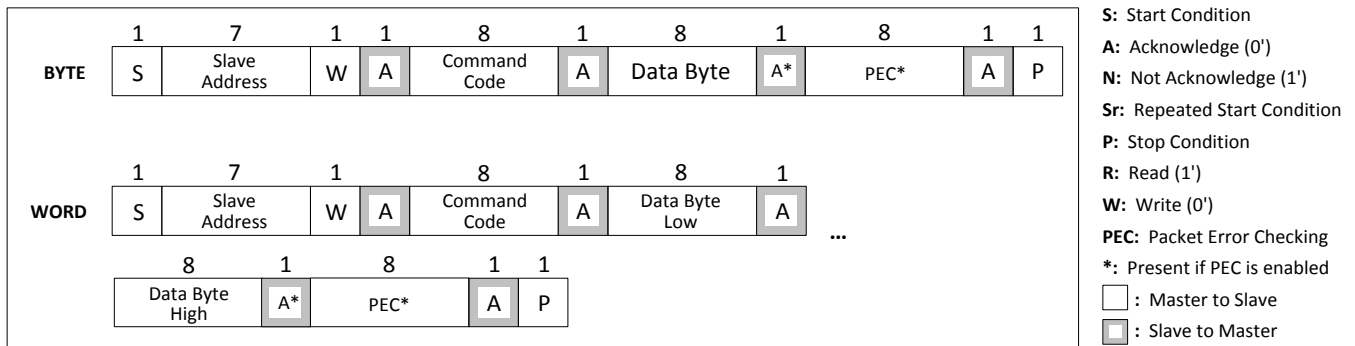 1 7 1 1 8 1 8 1 8 1 1
BYTE S Slave Address W A Command Code A Data Byte A* PEC* A P
1 7 1 8 1 8 1
WORD S Slave Address W A Command Code A Data Byte Low A ...
8 1 8 1 1
Data Byte High A* PEC* A P
S: Start Condition
A: Acknowledge (0')
N: Not Acknowledge (1')
Sr: Repeated Start Condition
P: Stop Condition
R: Read (1')
W: Write (0')
PEC: Packet Error Checking
*: Present if PEC is enabled
: Master to Slave
: Slave to Master